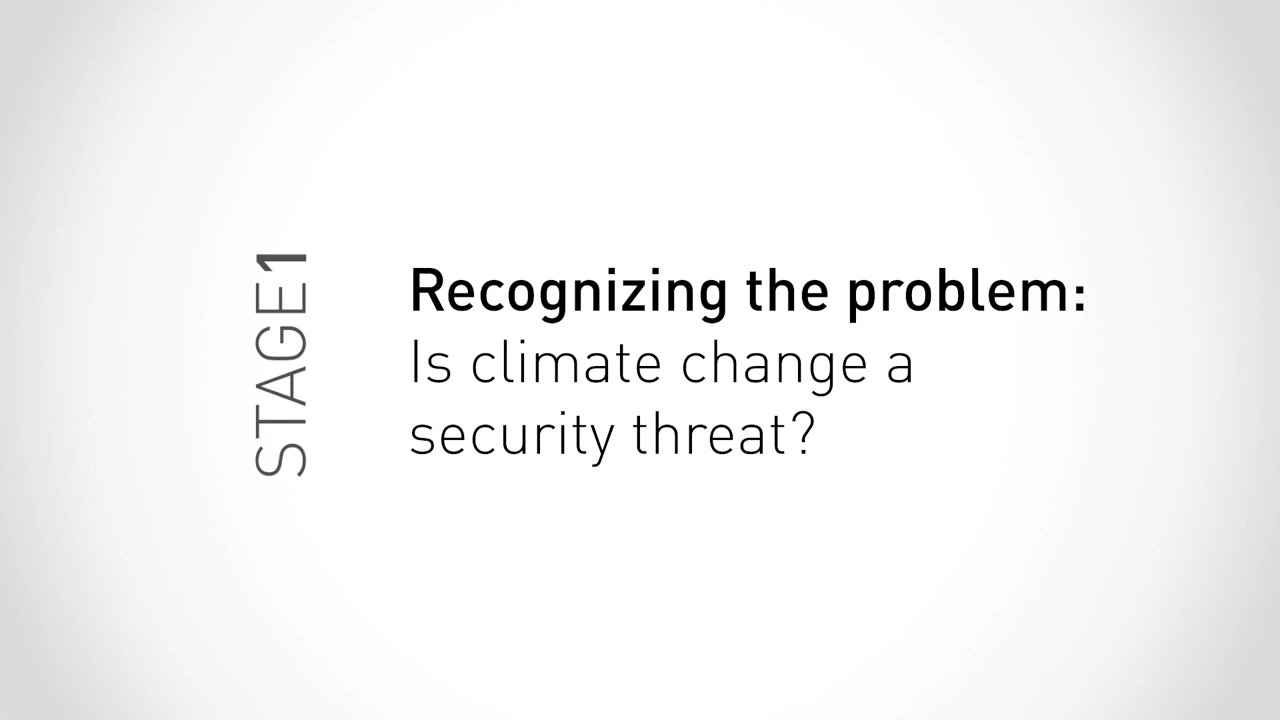 STAGE1
Recognizing the problem:
Is climate change a
security threat?